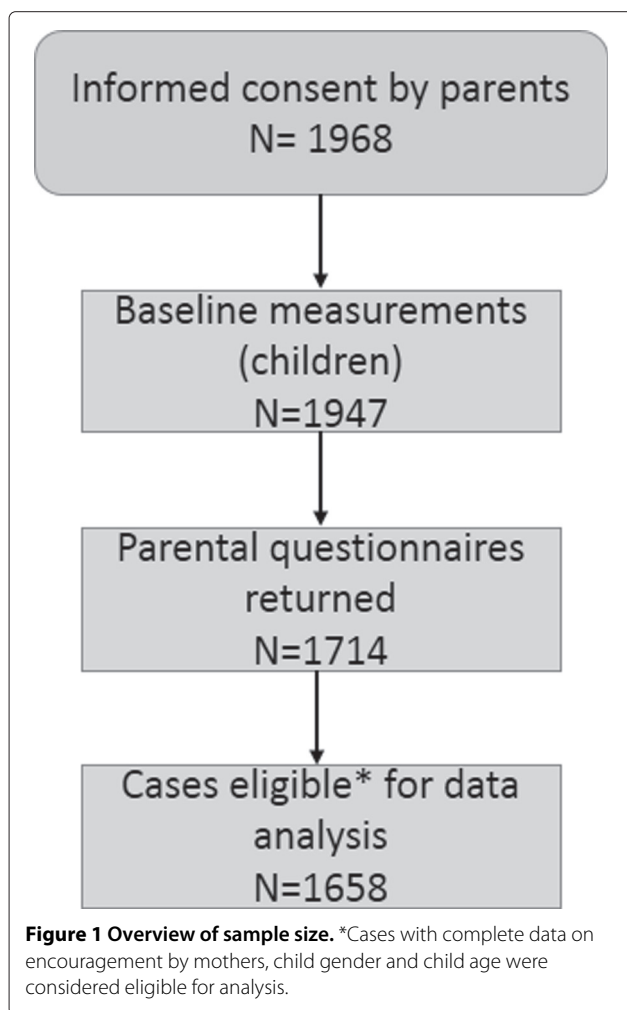 Informed consent by parents
N= 1968
Baseline measurements
(children)
N=1947
Parental questionnaires
returned
N=1714
Cases eligible* for data
analysis
N=1658
Figure 1 Overview of sample size. *Cases with complete data on
encouragement by mothers, child gender and child age were
considered eligible for analysis.